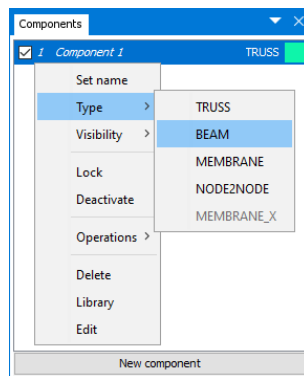 Components
1 Component 1 TRUSS
Set name
Type >
Visibility >
Lock
Deactivate
Operations >
Delete
Library
Edit
TRUSS
BEAM
MEMBRANE
NODE2NODE
MEMBRANE_X
New component